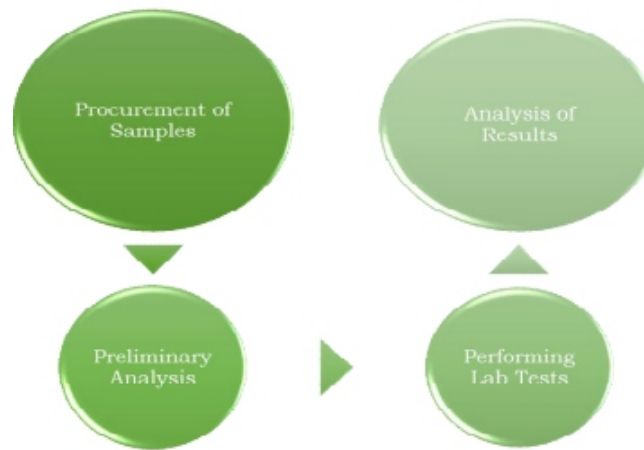 Procurement of
Samples
Preliminary
Analysis
Performing
Lab Tests
Analysis of
Results